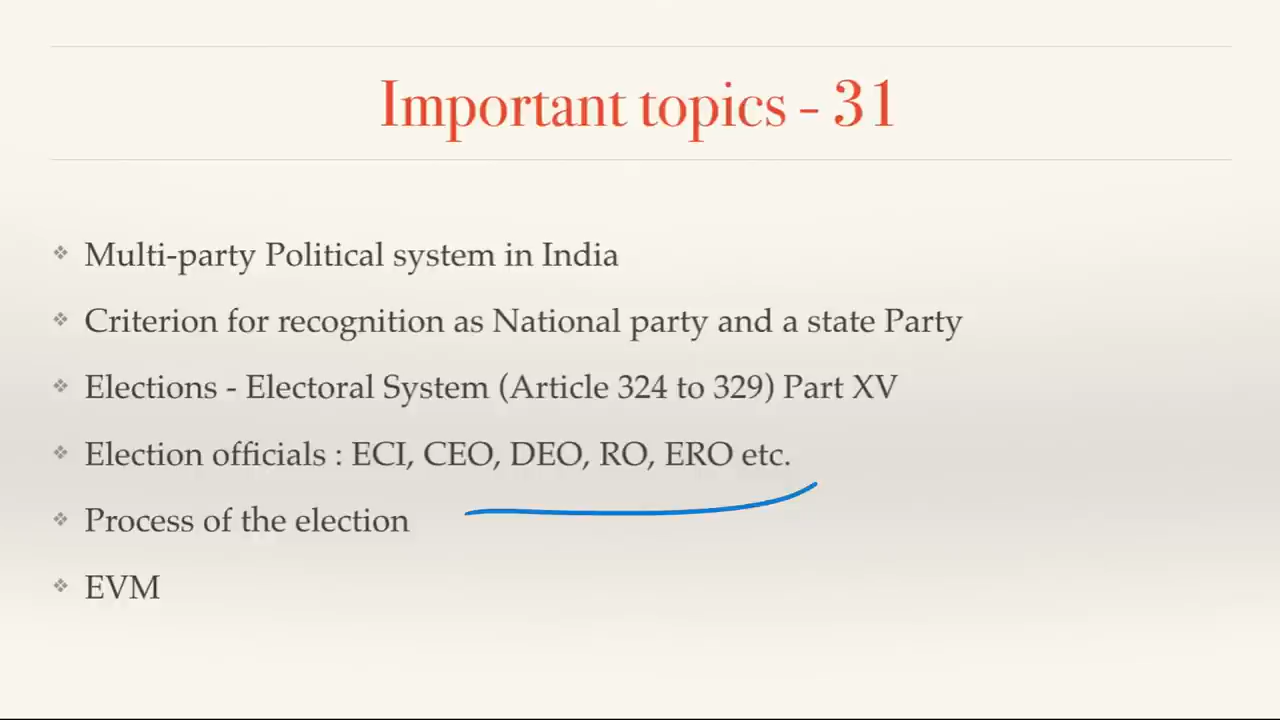 Important topics - 31
❖ Multi-party Political system in India
❖ Criterion for recognition as National party and a state Party
❖ Elections - Electoral System (Article 324 to 329) Part XV
❖ Election officials : ECI, CEO, DEO, RO, ERO etc.
❖ Process of the election
❖ EVM